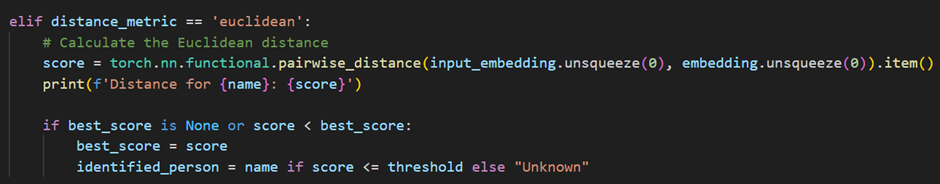 elif distance_metric == 'euclidean':
    # Calculate the Euclidean distance
    score = torch.nn.functional.pairwise_distance(input_embedding.unsqueeze(0), embedding.unsqueeze(0)).item()
    print(f'Distance for {name}: {score}')

    if best_score is None or score < best_score:
        best_score = score
        identified_person = name if score <= threshold else "Unknown"